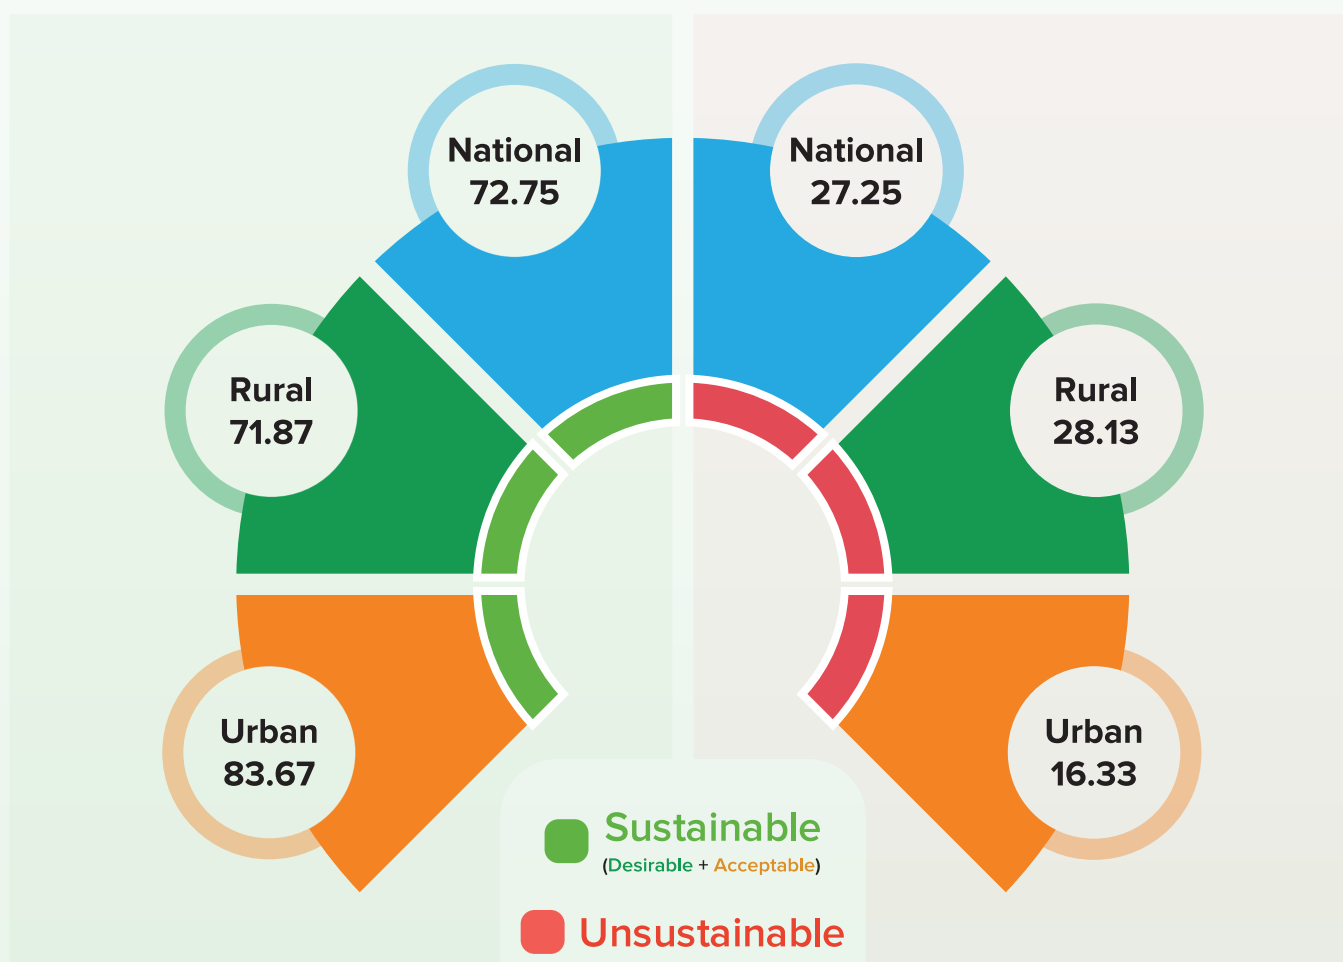 National
72.75
National
27.25
Rural
71.87
Rural
28.13
Urban
83.67
Urban
16.33
Sustainable
(Desirable + Acceptable)
Unsustainable